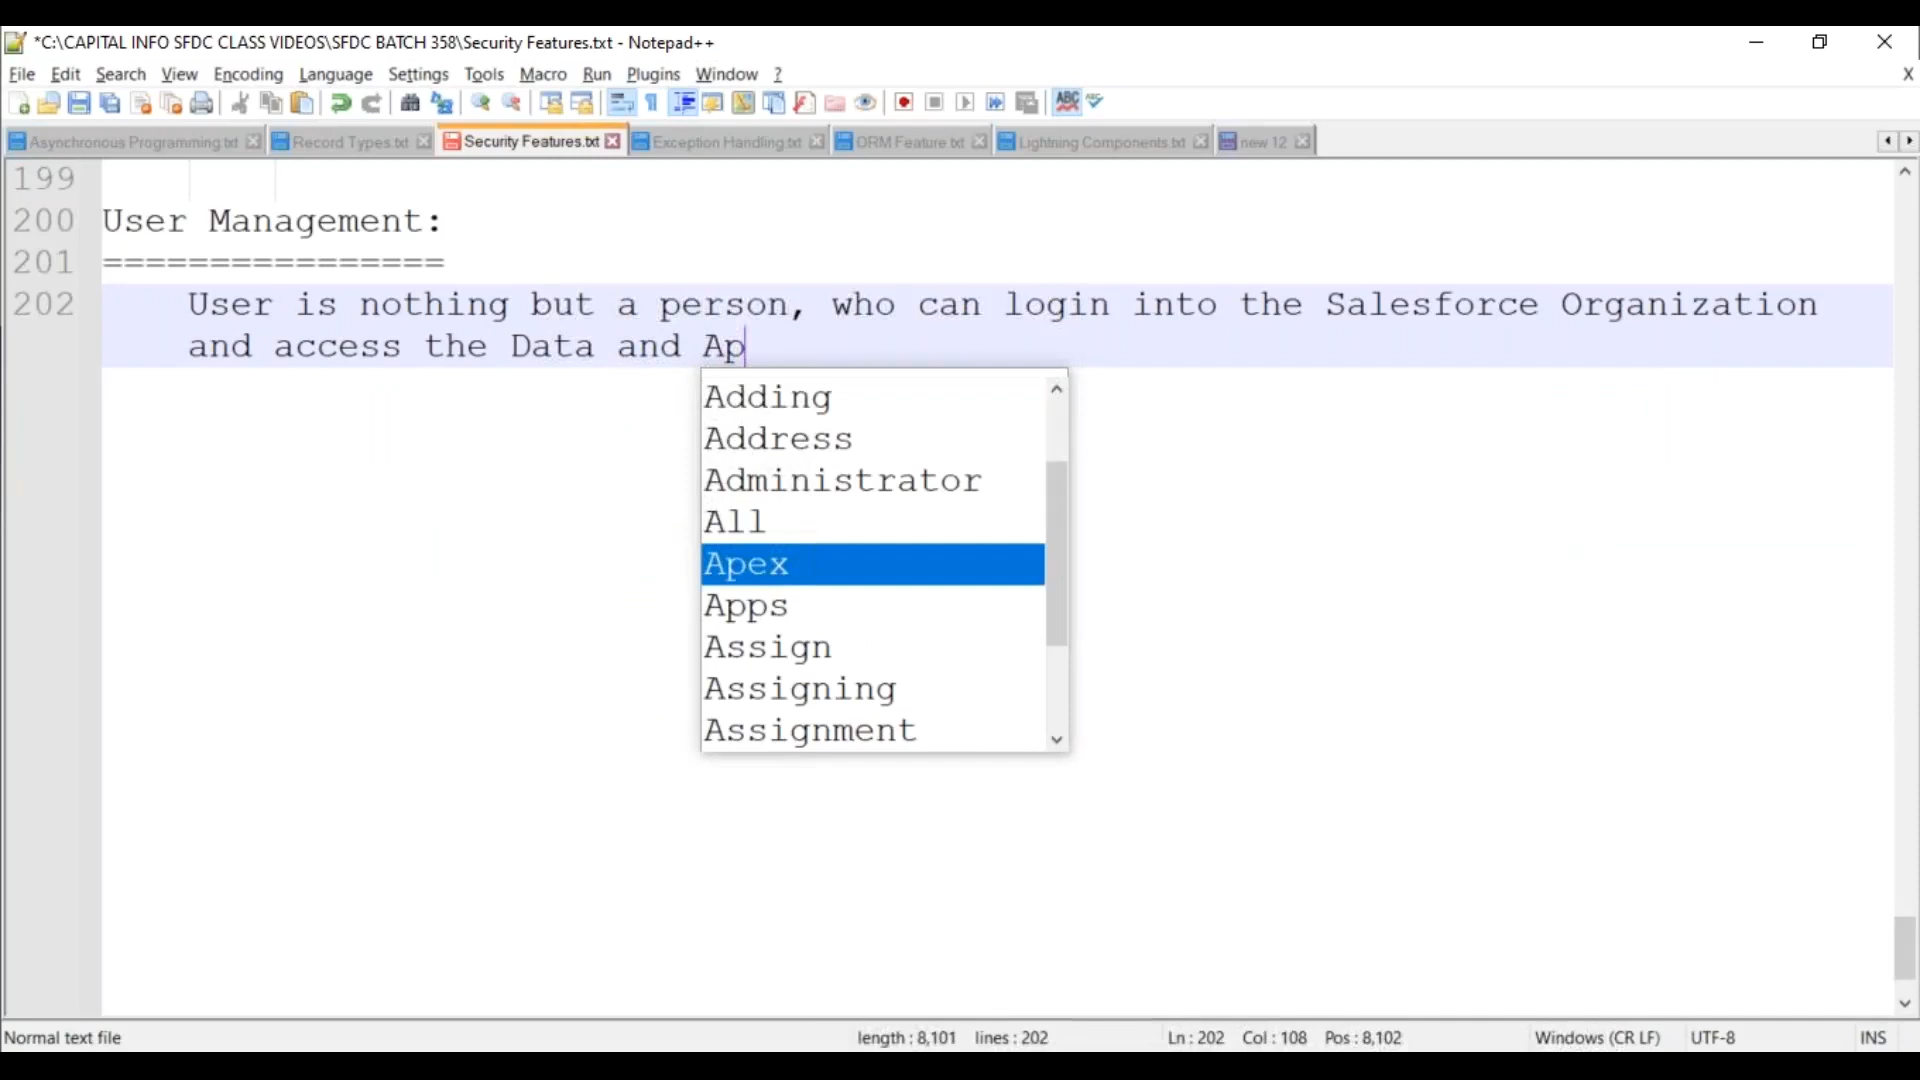 *C:\CAPITAL INFO SFDC CLASS VIDEOS\SFDC BATCH 358\Security Features.txt - Notepad++
File Edit Search View Encoding Language Settings Tools Macro Run Plugins Window ? X
Asynchronous Programming.txt Record Types.txt Security Features.txt Exception Handling.txt ORM Feature.txt Lightning Components.txt new 12
199
200 User Management:
201 ================
202 User is nothing but a person, who can login into the Salesforce Organization
and access the Data and Ap
Adding
Address
Administrator
All
Apex
Apps
Assign
Assigning
Assignment
Normal text file length : 8,101 lines : 202 Ln : 202 Col : 108 Pos : 8,102 Windows (CR LF) UTF-8 INS